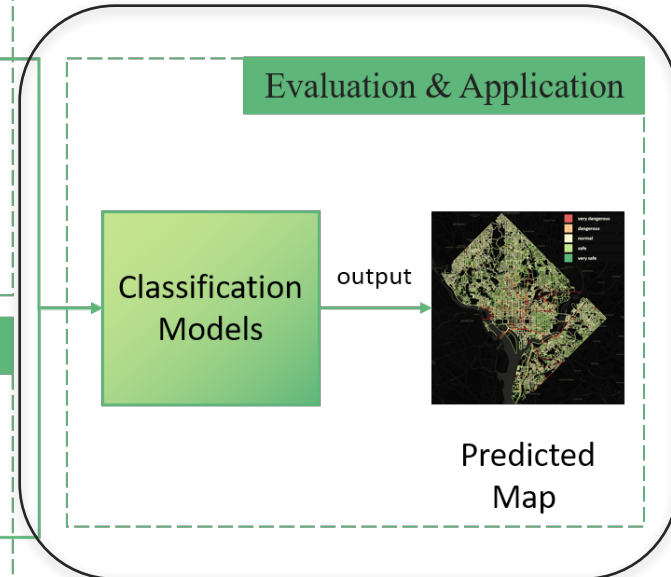 Evaluation & Application
Classification
Models
output
very dangerous
dangerous
normal
safe
very safe
Predicted
Map